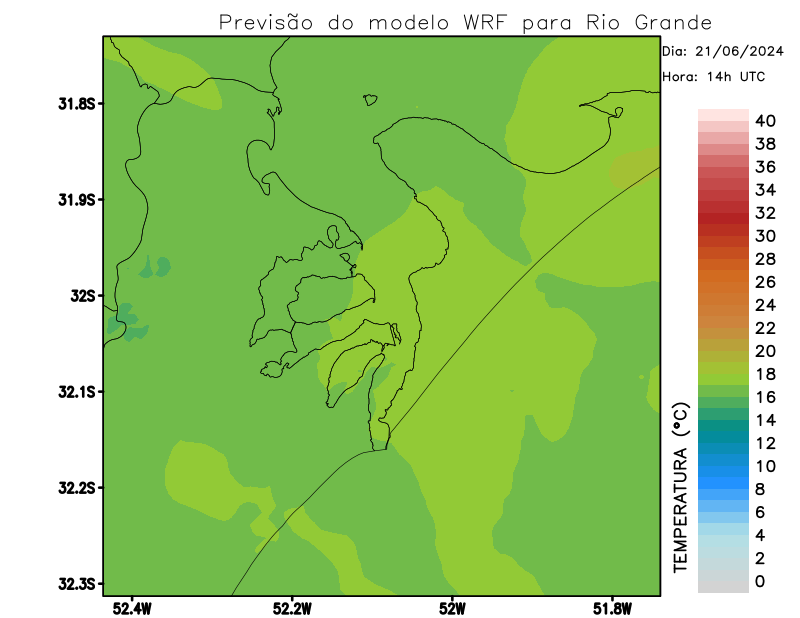 Previsão do modelo WRF para Rio Grande
Dia: 21/06/2024
Hora: 14h UTC
31.8S
31.9S
32S
32.1S
32.2S
32.3S
52.4W
52.2W
52W
51.8W
40
38
36
34
32
30
28
26
24
22
20
18
16
14
12
10
8
6
4
2
0
TEMPERATURA (°C)